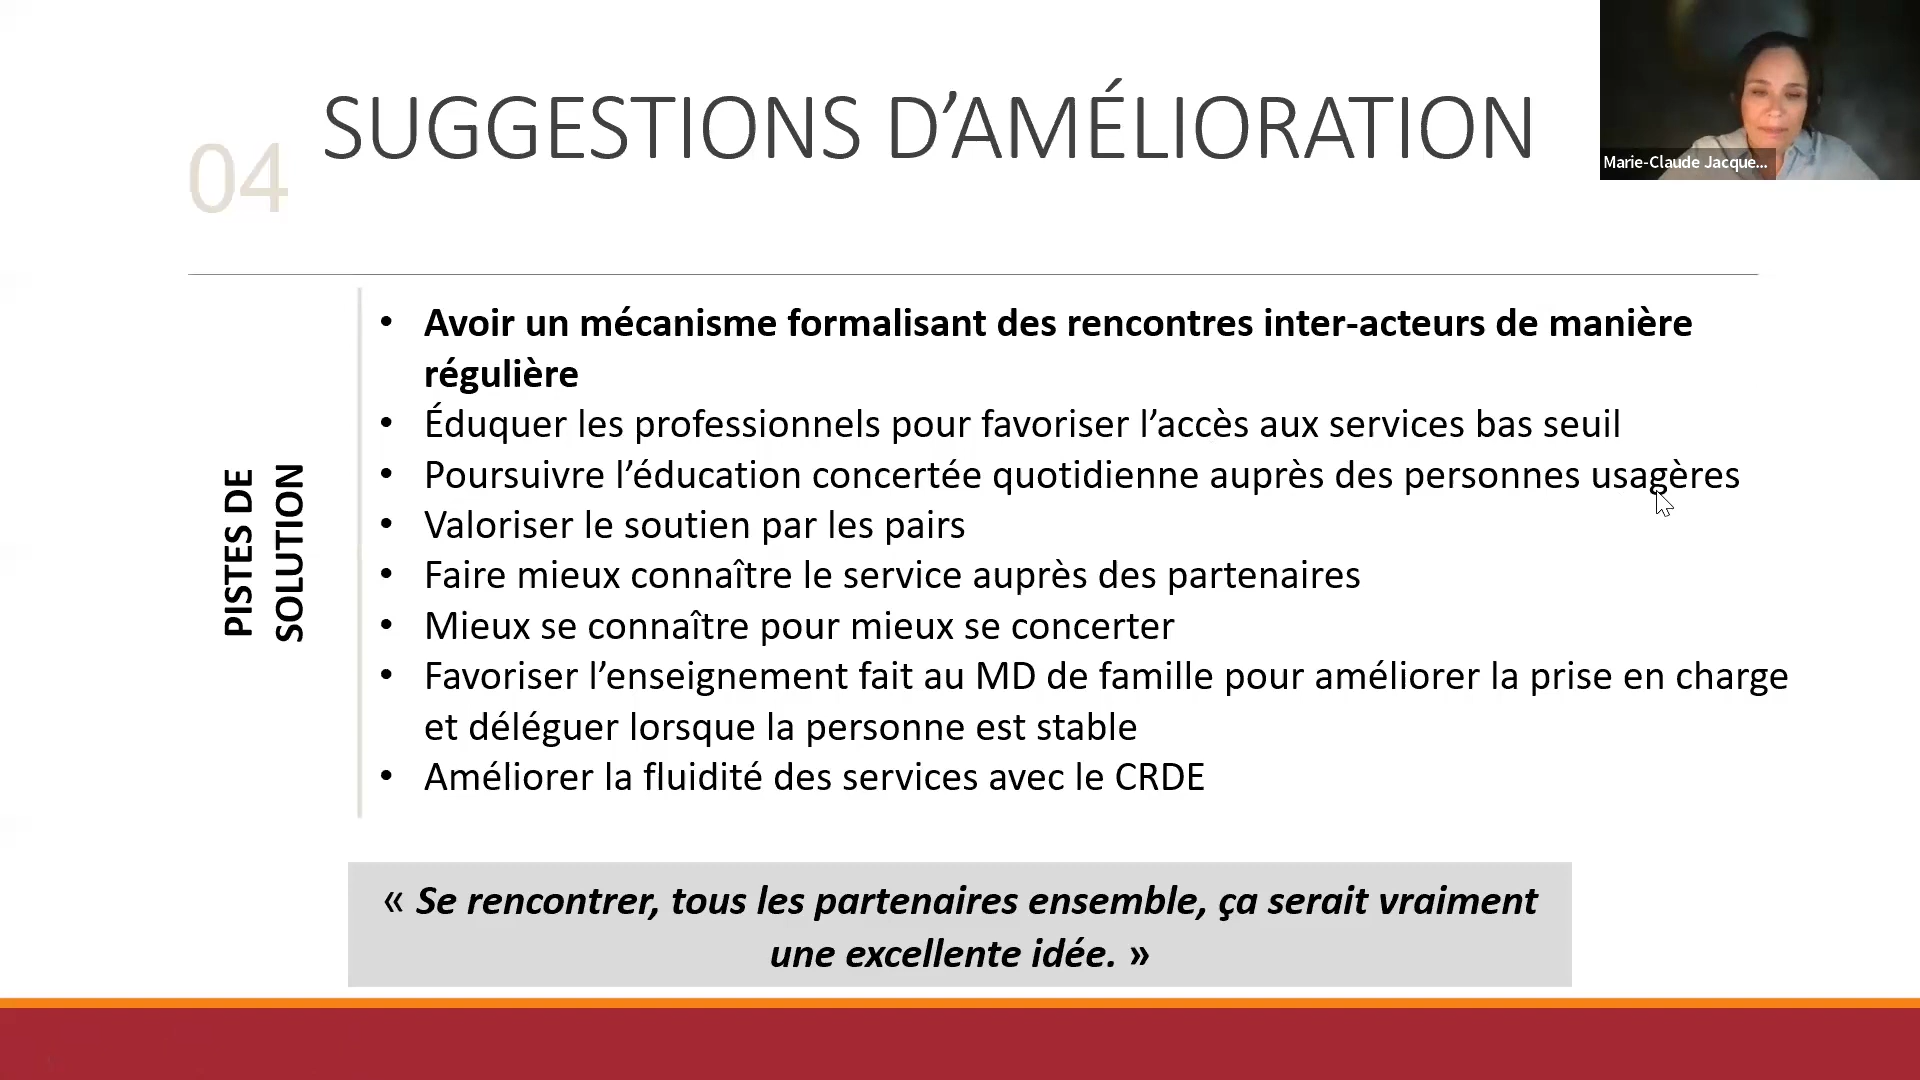 SUGGESTIONS D’AMÉLIORATION
04
Marie-Claude Jacque...
PISTES DE
SOLUTION
• Avoir un mécanisme formalisant des rencontres inter-acteurs de manière
régulière
• Éduquer les professionnels pour favoriser l’accès aux services bas seuil
• Poursuivre l’éducation concertée quotidienne auprès des personnes usagères
• Valoriser le soutien par les pairs
• Faire mieux connaître le service auprès des partenaires
• Mieux se connaître pour mieux se concerter
• Favoriser l’enseignement fait au MD de famille pour améliorer la prise en charge
et déléguer lorsque la personne est stable
• Améliorer la fluidité des services avec le CRDE
« Se rencontrer, tous les partenaires ensemble, ça serait vraiment
une excellente idée. »